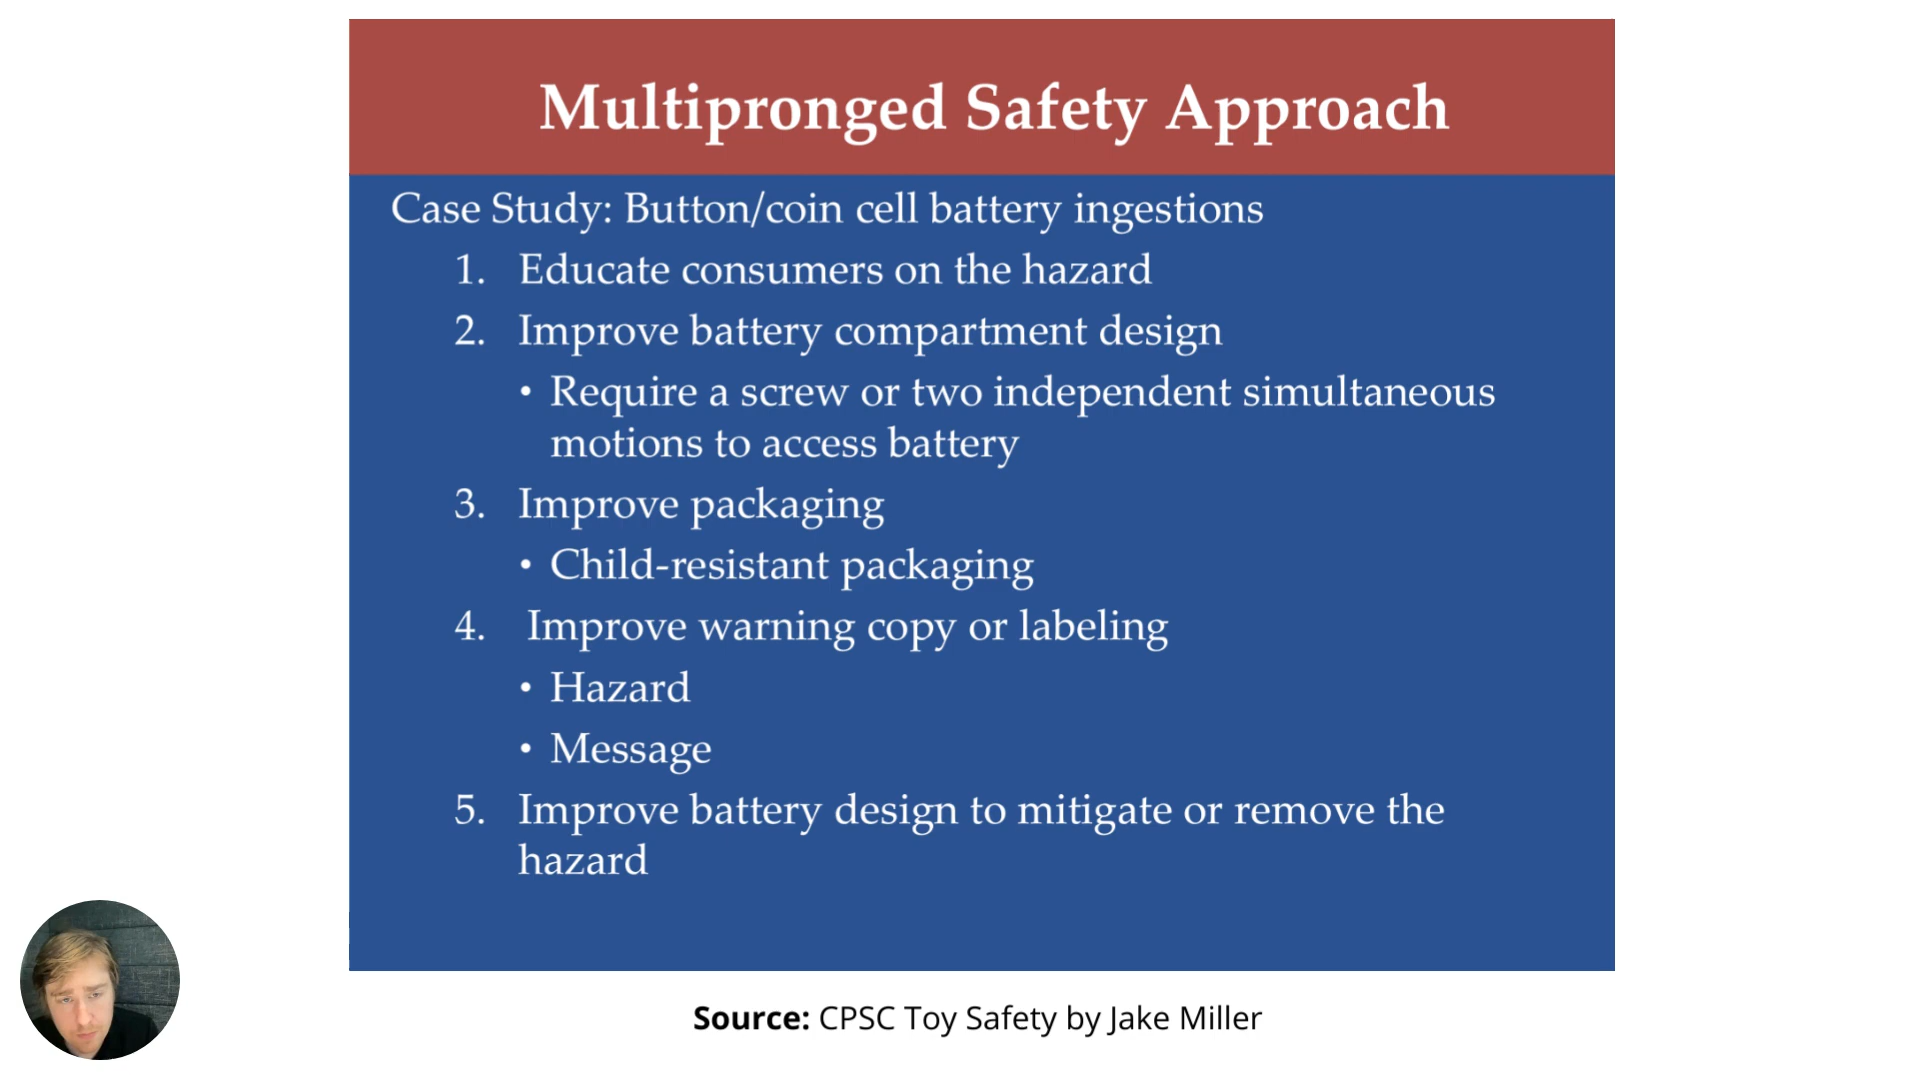 Multipronged Safety Approach
Case Study: Button/coin cell battery ingestions
1. Educate consumers on the hazard
2. Improve battery compartment design
• Require a screw or two independent simultaneous
motions to access battery
3. Improve packaging
• Child-resistant packaging
4. Improve warning copy or labeling
• Hazard
• Message
5. Improve battery design to mitigate or remove the
hazard
Source: CPSC Toy Safety by Jake Miller